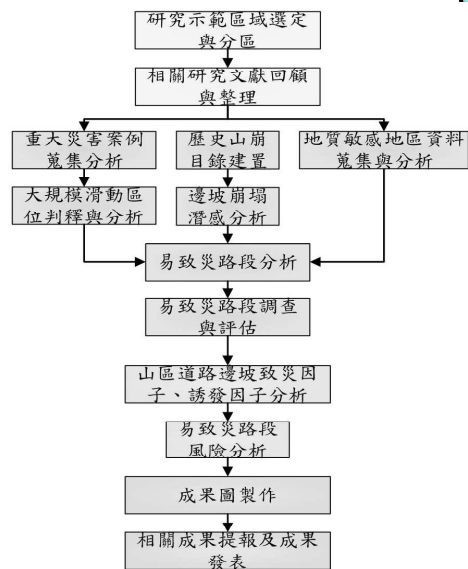 研究示範區域選定
與分區
相關研究文獻回顧
與整理
重大災害案例
蒐集分析
歷史山崩
目錄建置
地質敏感地區資料
蒐集與分析
大規模滑動區
位判釋與分析
邊坡崩塌
潛感分析
易致災路段分析
易致災路段調查
與評估
山區道路邊坡致災因
子、誘發因子分析
易致災路段
風險分析
成果圖製作
相關成果提報及成果
發表